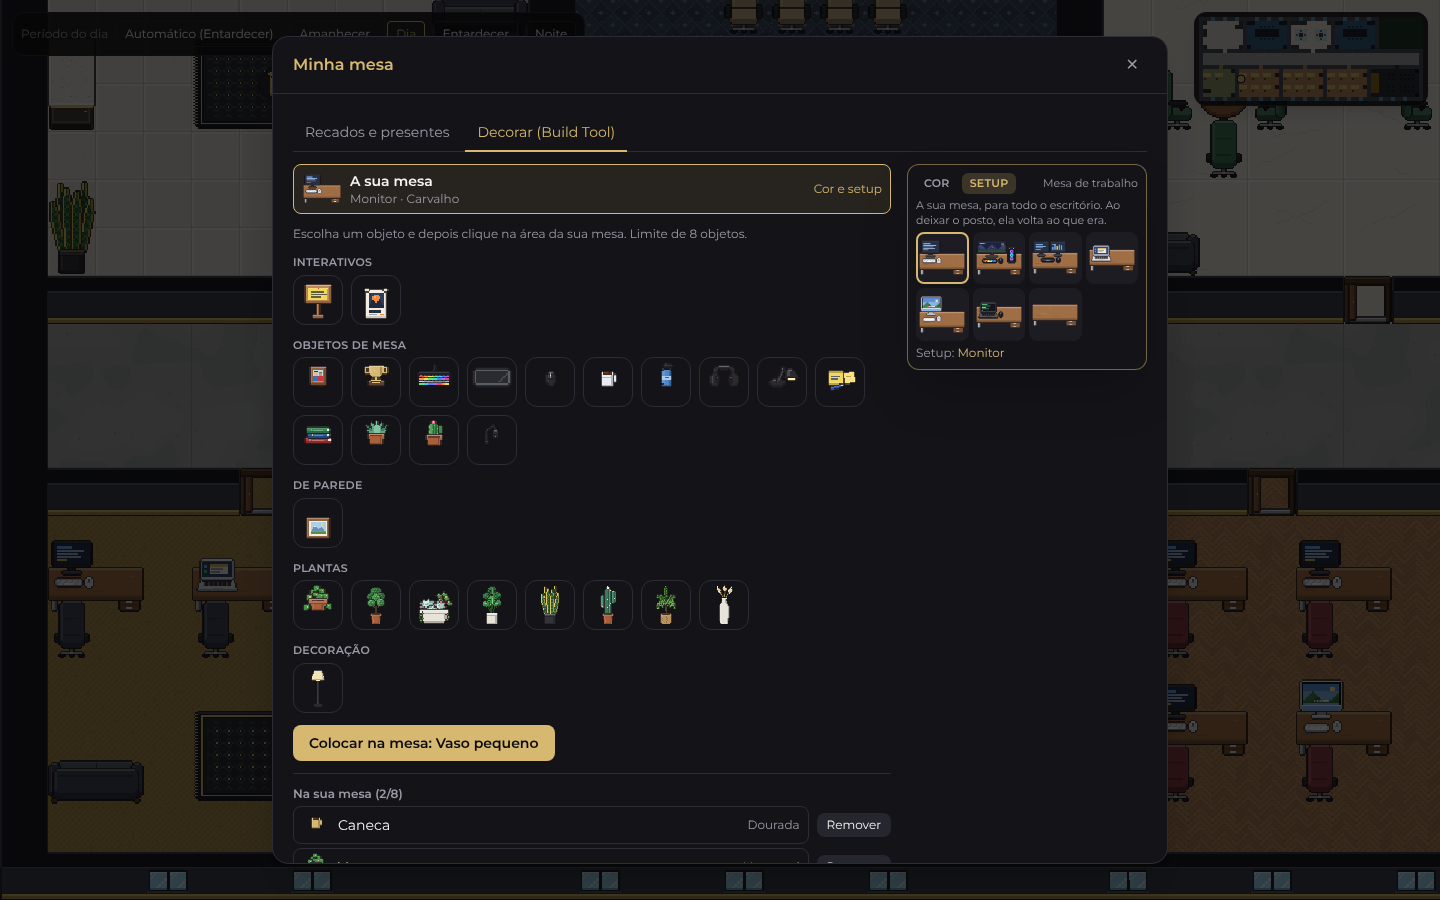 Período do dia Automático (Entardecer) Amanhecer Dia Entardecer Noite
Minha mesa
Recados e presentes Decorar (Build Tool)
A sua mesa
Monitor · Carvalho
Cor e setup
Escolha um objeto e depois clique na área da sua mesa. Limite de 8 objetos.
INTERATIVOS
OBJETOS DE MESA
DE PAREDE
PLANTAS
DECORAÇÃO
Colocar na mesa: Vaso pequeno
Na sua mesa (2/8)
Caneca Dourada Remover
COR SETUP Mesa de trabalho
A sua mesa, para todo o escritório. Ao
deixar o posto, ela volta ao que era.
Setup: Monitor